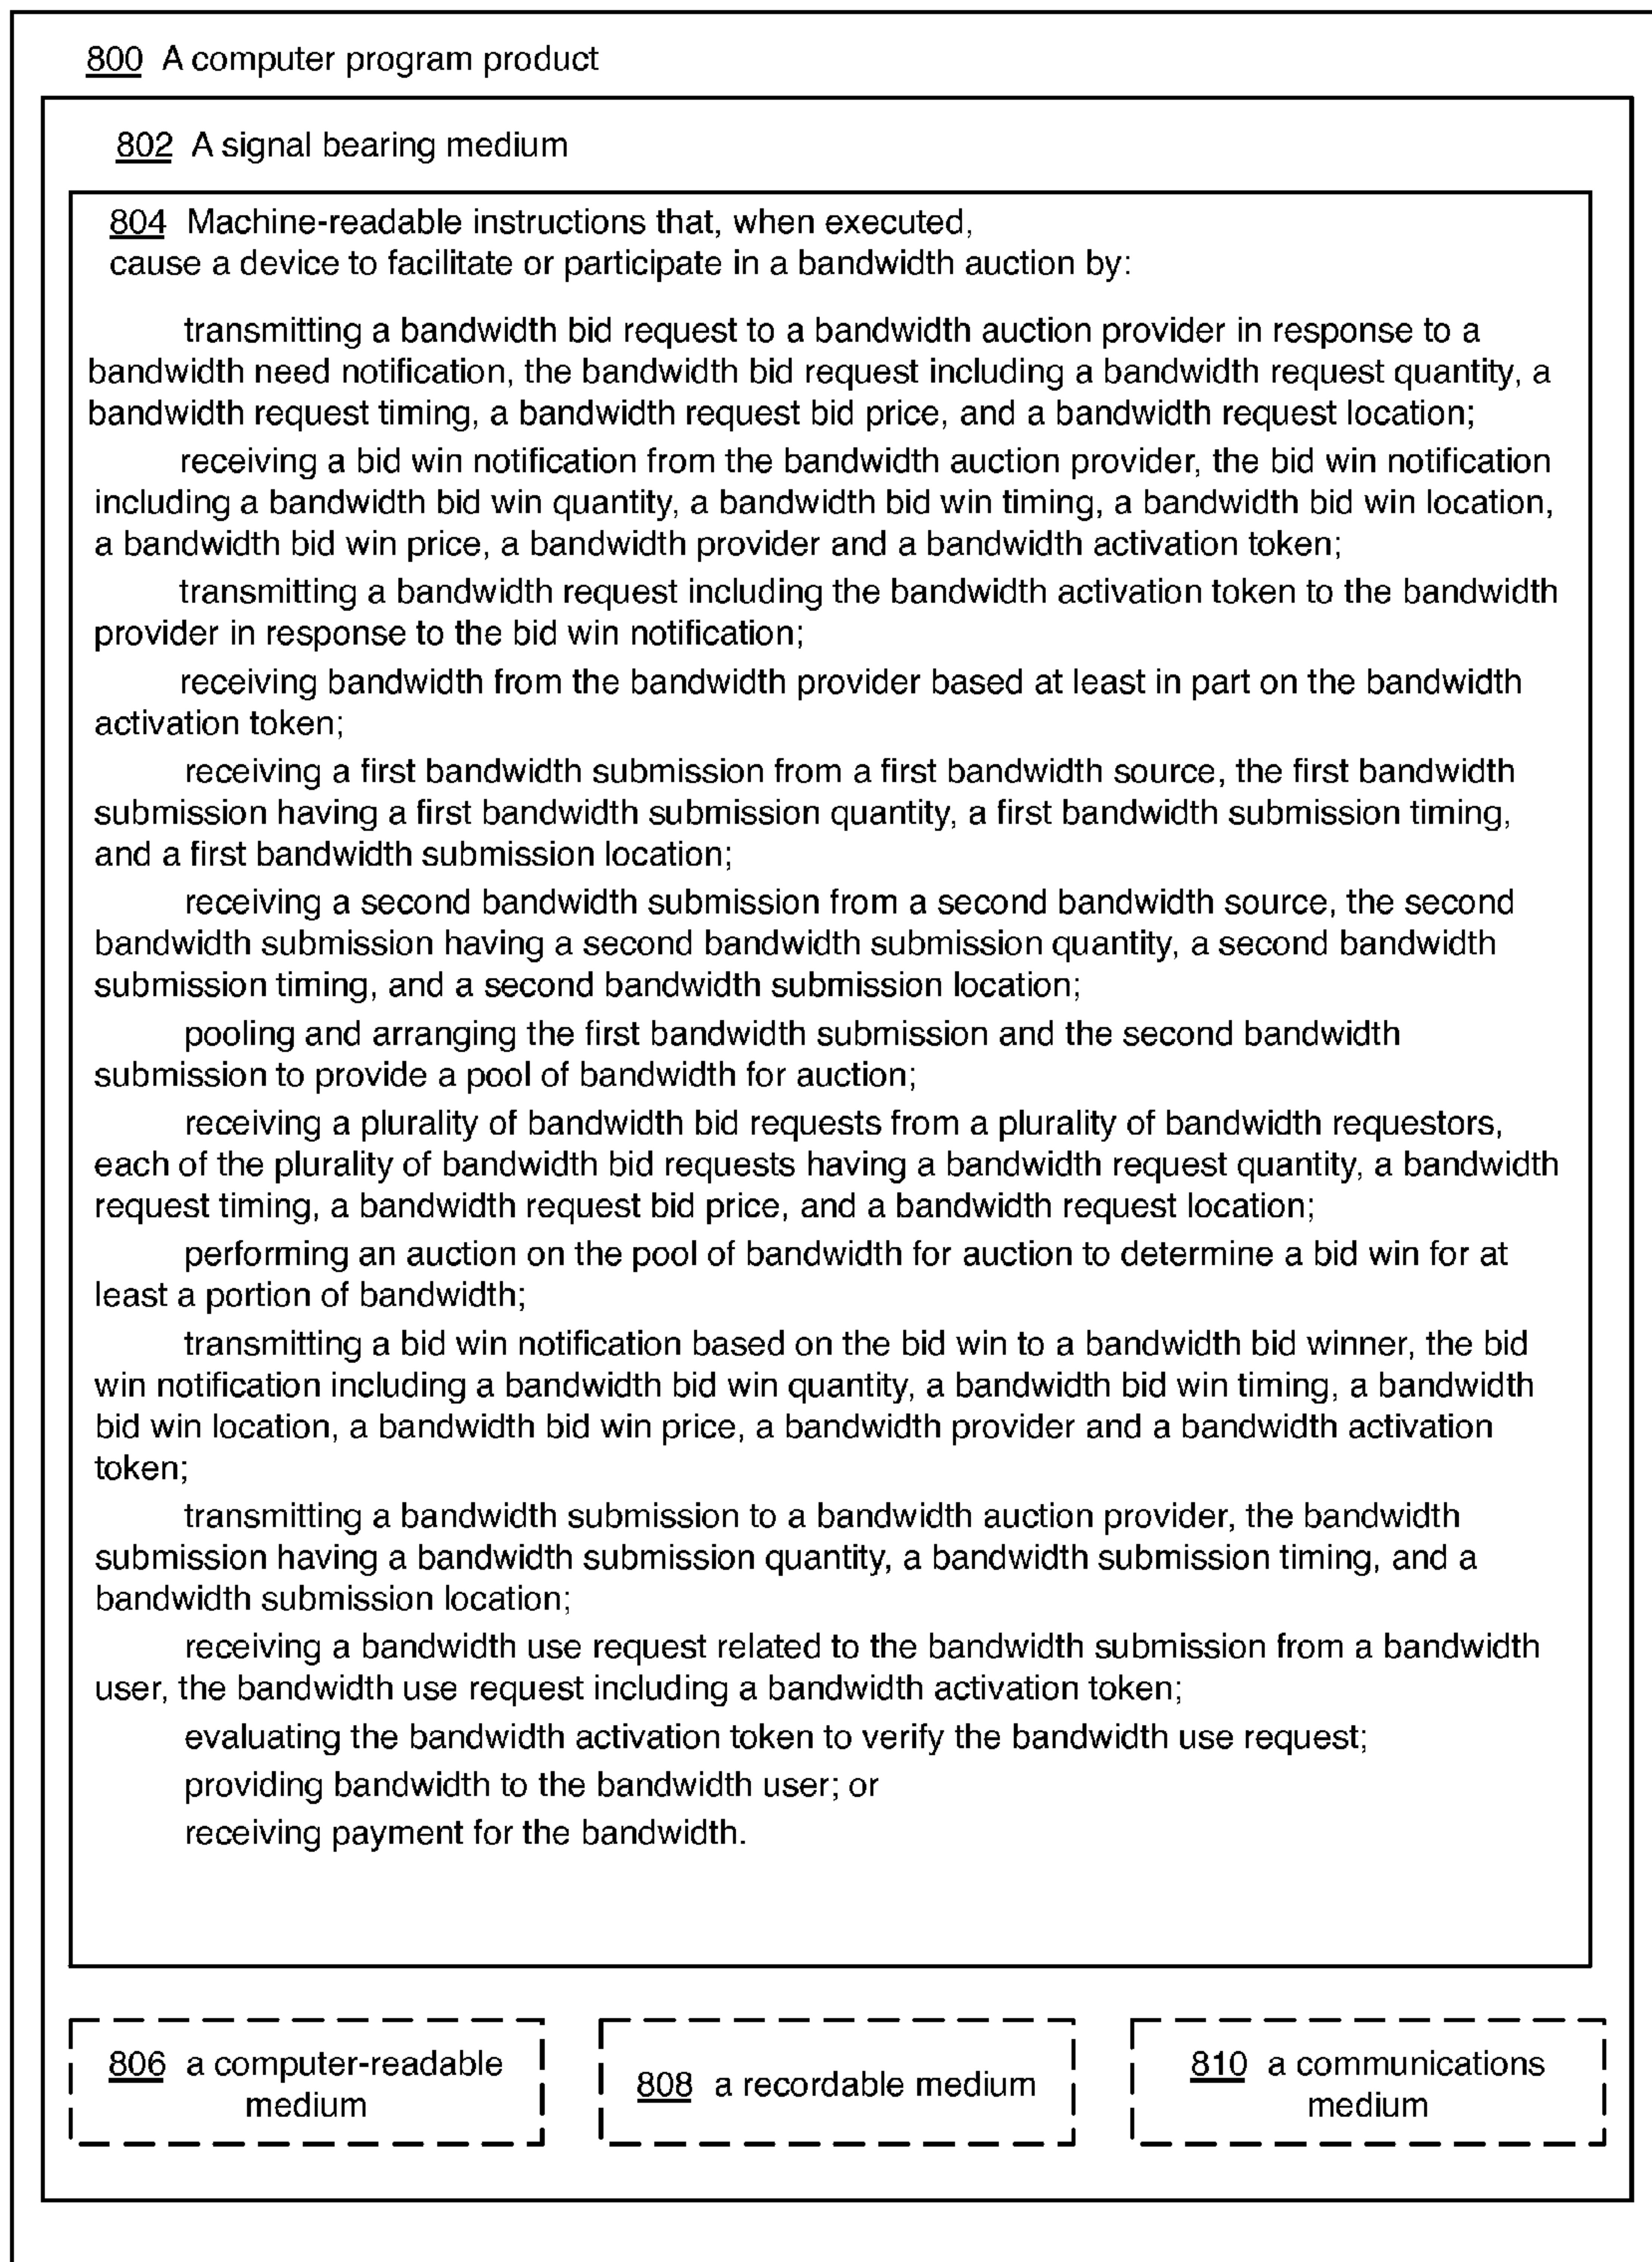 800 A computer program product
802 A signal bearing medium
804 Machine-readable instructions that, when executed,
cause a device to facilitate or participate in a bandwidth auction by:
transmitting a bandwidth bid request to a bandwidth auction provider in response to a
bandwidth need notification, the bandwidth bid request including a bandwidth request quantity, a
bandwidth request timing, a bandwidth request bid price, and a bandwidth request location;
receiving a bid win notification from the bandwidth auction provider, the bid win notification
including a bandwidth bid win quantity, a bandwidth bid win timing, a bandwidth bid win location,
a bandwidth bid win price, a bandwidth provider and a bandwidth activation token;
transmitting a bandwidth request including the bandwidth activation token to the bandwidth
provider in response to the bid win notification;
receiving bandwidth from the bandwidth provider based at least in part on the bandwidth
activation token;
receiving a first bandwidth submission from a first bandwidth source, the first bandwidth
submission having a first bandwidth submission quantity, a first bandwidth submission timing,
and a first bandwidth submission location;
receiving a second bandwidth submission from a second bandwidth source, the second
bandwidth submission having a second bandwidth submission quantity, a second bandwidth
submission timing, and a second bandwidth submission location;
pooling and arranging the first bandwidth submission and the second bandwidth
submission to provide a pool of bandwidth for auction;
receiving a plurality of bandwidth bid requests from a plurality of bandwidth requestors,
each of the plurality of bandwidth bid requests having a bandwidth request quantity, a bandwidth
request timing, a bandwidth request bid price, and a bandwidth request location;
performing an auction on the pool of bandwidth for auction to determine a bid win for at
least a portion of bandwidth;
transmitting a bid win notification based on the bid win to a bandwidth bid winner, the bid
win notification including a bandwidth bid win quantity, a bandwidth bid win timing, a bandwidth
bid win location, a bandwidth bid win price, a bandwidth provider and a bandwidth activation
token;
transmitting a bandwidth submission to a bandwidth auction provider, the bandwidth
submission having a bandwidth submission quantity, a bandwidth submission timing, and a
bandwidth submission location;
receiving a bandwidth use request related to the bandwidth submission from a bandwidth
user, the bandwidth use request including a bandwidth activation token;
evaluating the bandwidth activation token to verify the bandwidth use request;
providing bandwidth to the bandwidth user; or
receiving payment for the bandwidth.
806 a computer-readable
medium
808 a recordable medium
810 a communications
medium